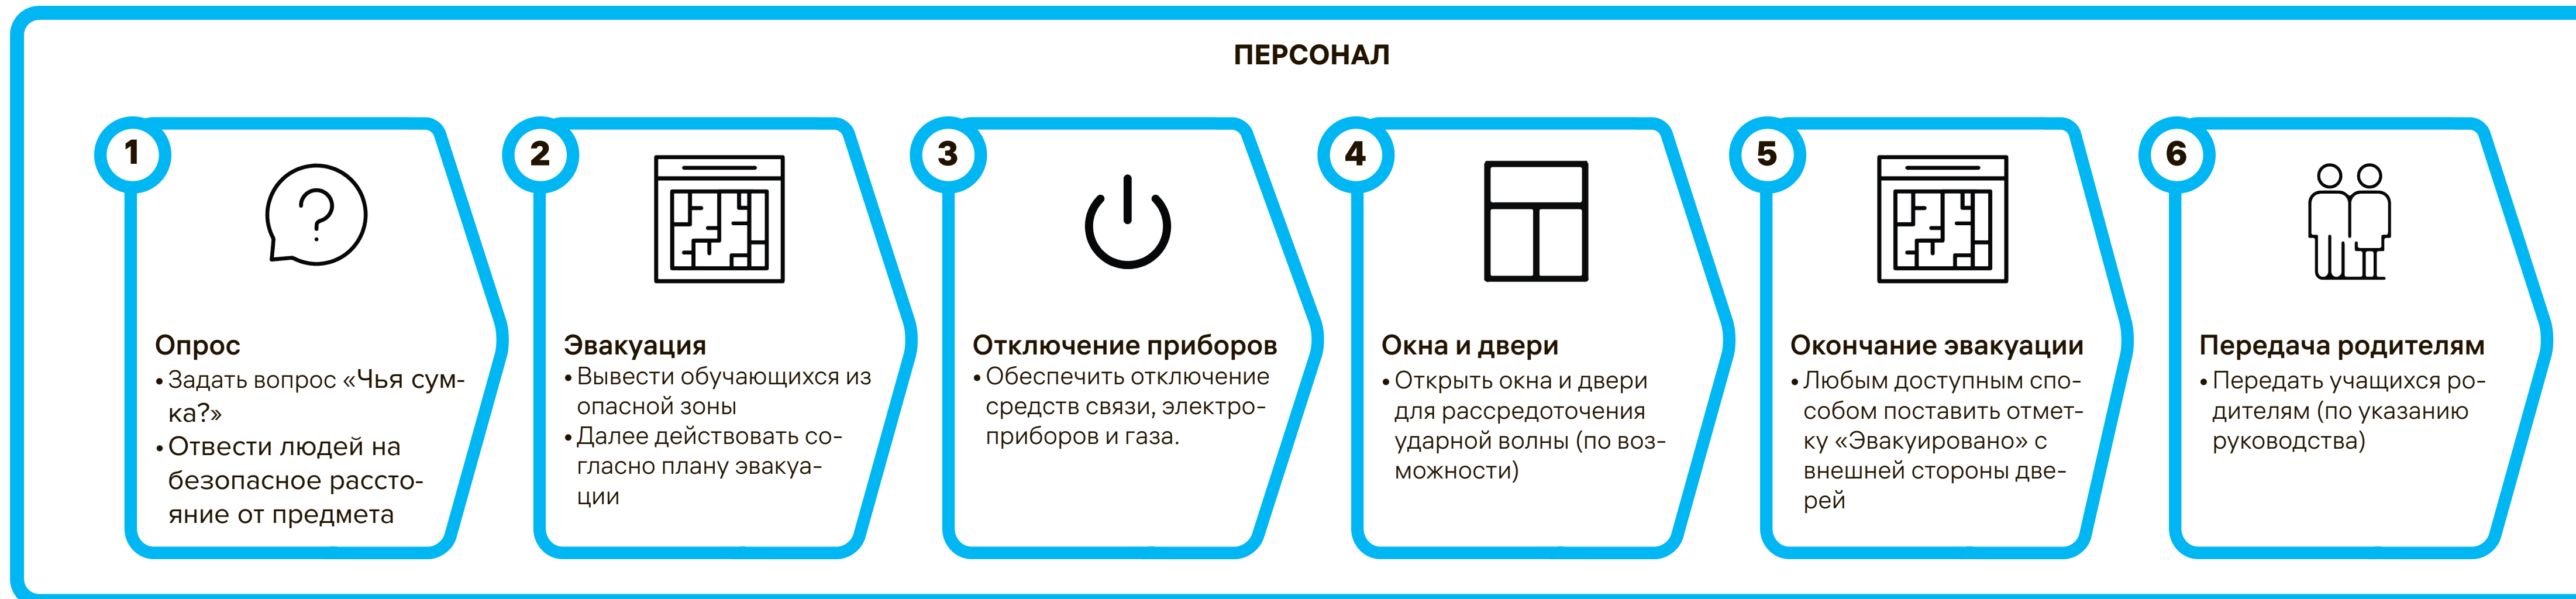 ПЕРСОНАЛ
1
Опрос
• Задать вопрос «Чья сум-
ка?»
• Отвести людей на
безопасное рассто-
яние от предмета
2
Эвакуация
• Вывести обучающихся из
опасной зоны
• Далее действовать со-
гласно плану эвакуа-
ции
3
Отключение приборов
• Обеспечить отключение
средств связи, электро-
приборов и газа.
4
Окна и двери
• Открыть окна и двери
для рассредоточения
ударной волны (по воз-
можности)
5
Окончание эвакуации
• Любым доступным спо-
собом поставить отмет-
ку «Эвакуировано» с
внешней стороны две-
рей
6
Передача родителям
• Передать учащихся ро-
дителям (по указанию
руководства)